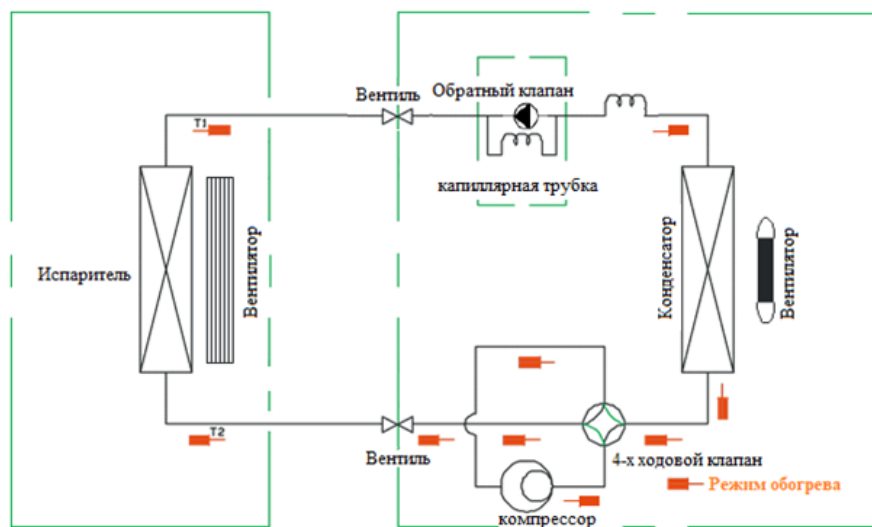 Вентиль
Обратный клапан
T1
капиллярная трубка
Испаритель
Вентилятор
Конденсатор
Вентилятор
T2
Вентиль
4-х ходовой клапан
Режим обогрева
компрессор